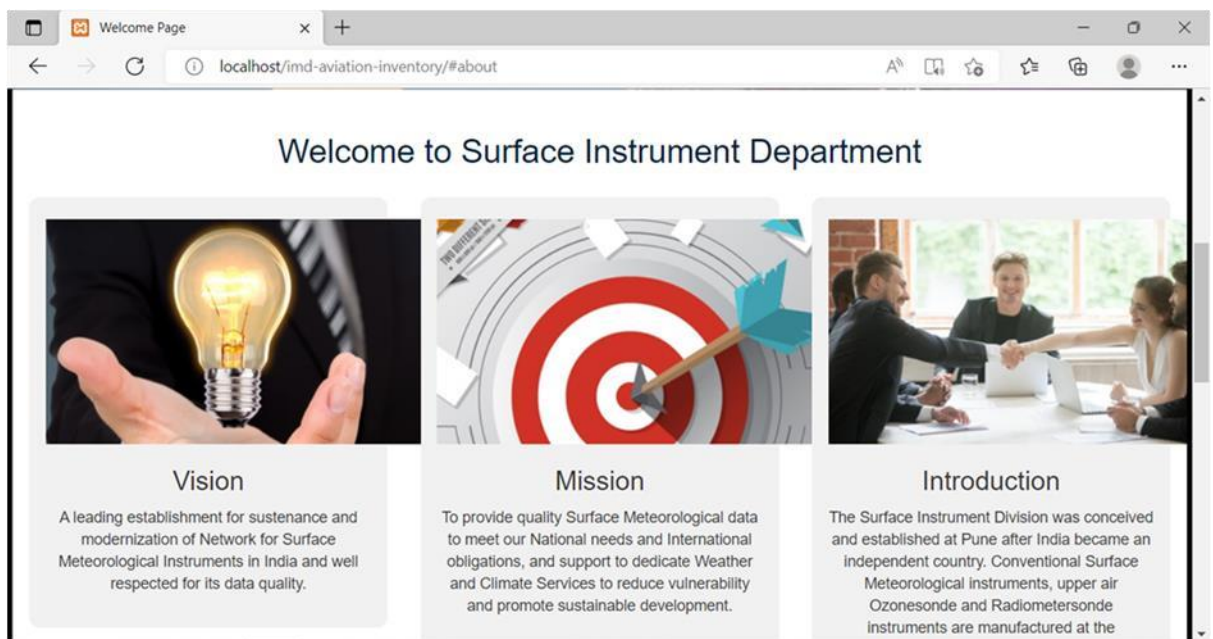 Welcome Page
localhost/imd-aviation-inventory/#about
Welcome to Surface Instrument Department
TWO DIFFERENT
Vision
A leading establishment for sustenance and
modernization of Network for Surface
Meteorological Instruments in India and well
respected for its data quality.
Mission
To provide quality Surface Meteorological data
to meet our National needs and International
obligations, and support to dedicate Weather
and Climate Services to reduce vulnerability
and promote sustainable development.
Introduction
The Surface Instrument Division was conceived
and established at Pune after India became an
independent country. Conventional Surface
Meteorological instruments, upper air
Ozonesonde and Radiometersonde
instruments are manufactured at the